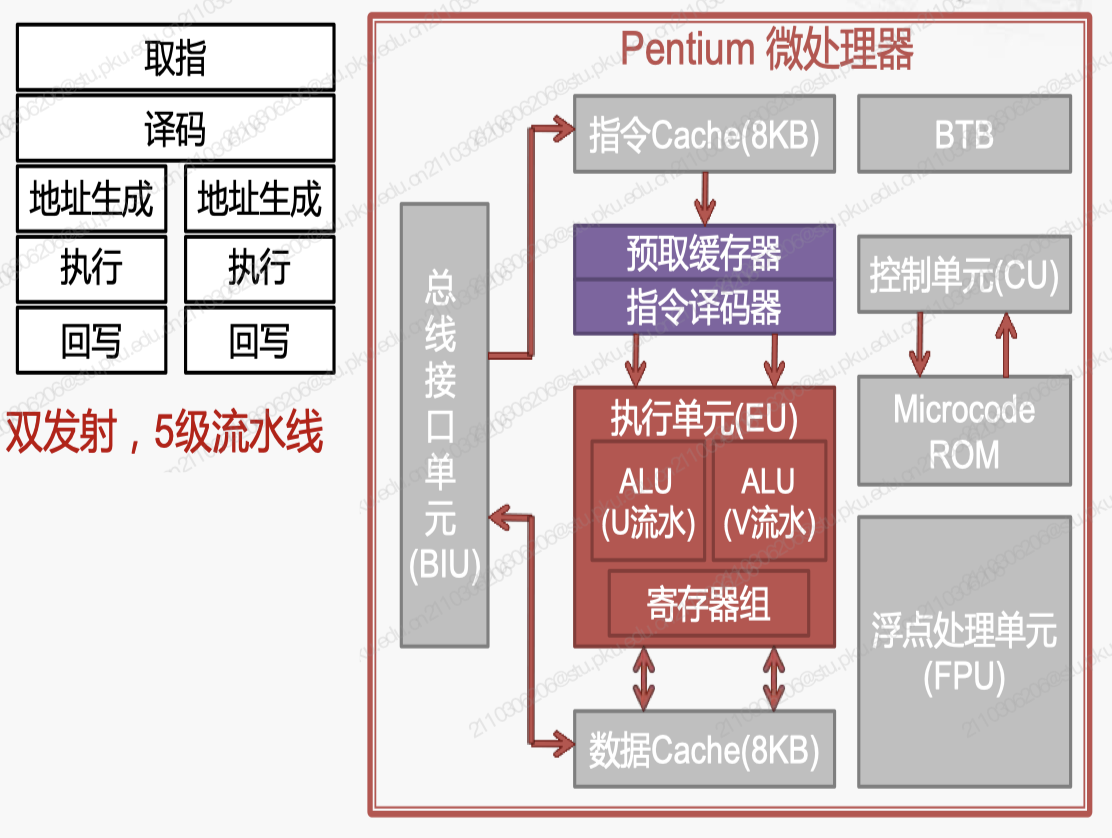 取指
译码
地址生成 地址生成
执行 执行
回写 回写
双发射，5级流水线
Pentium 微处理器
指令Cache(8KB)
BTB
预取缓存器
指令译码器
控制单元(CU)
总
线
接
口
单
元
(BIU)
执行单元(EU)
ALU
(U流水)
ALU
(V流水)
寄存器组
Microcode
ROM
浮点处理单元
(FPU)
数据Cache(8KB)
2110306206@stu.pku.edu.cn